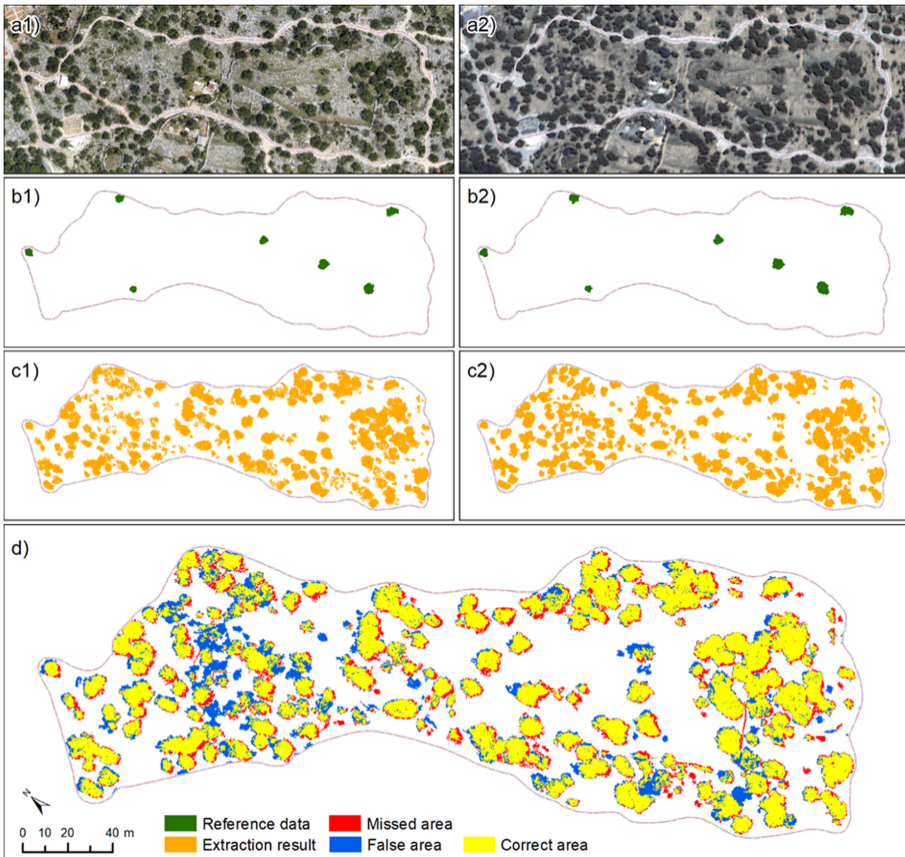 a1)
a2)
b1)
b2)
c1)
c2)
d)
N
0 10 20 40 m
Reference data
Missed area
Extraction result
False area
Correct area